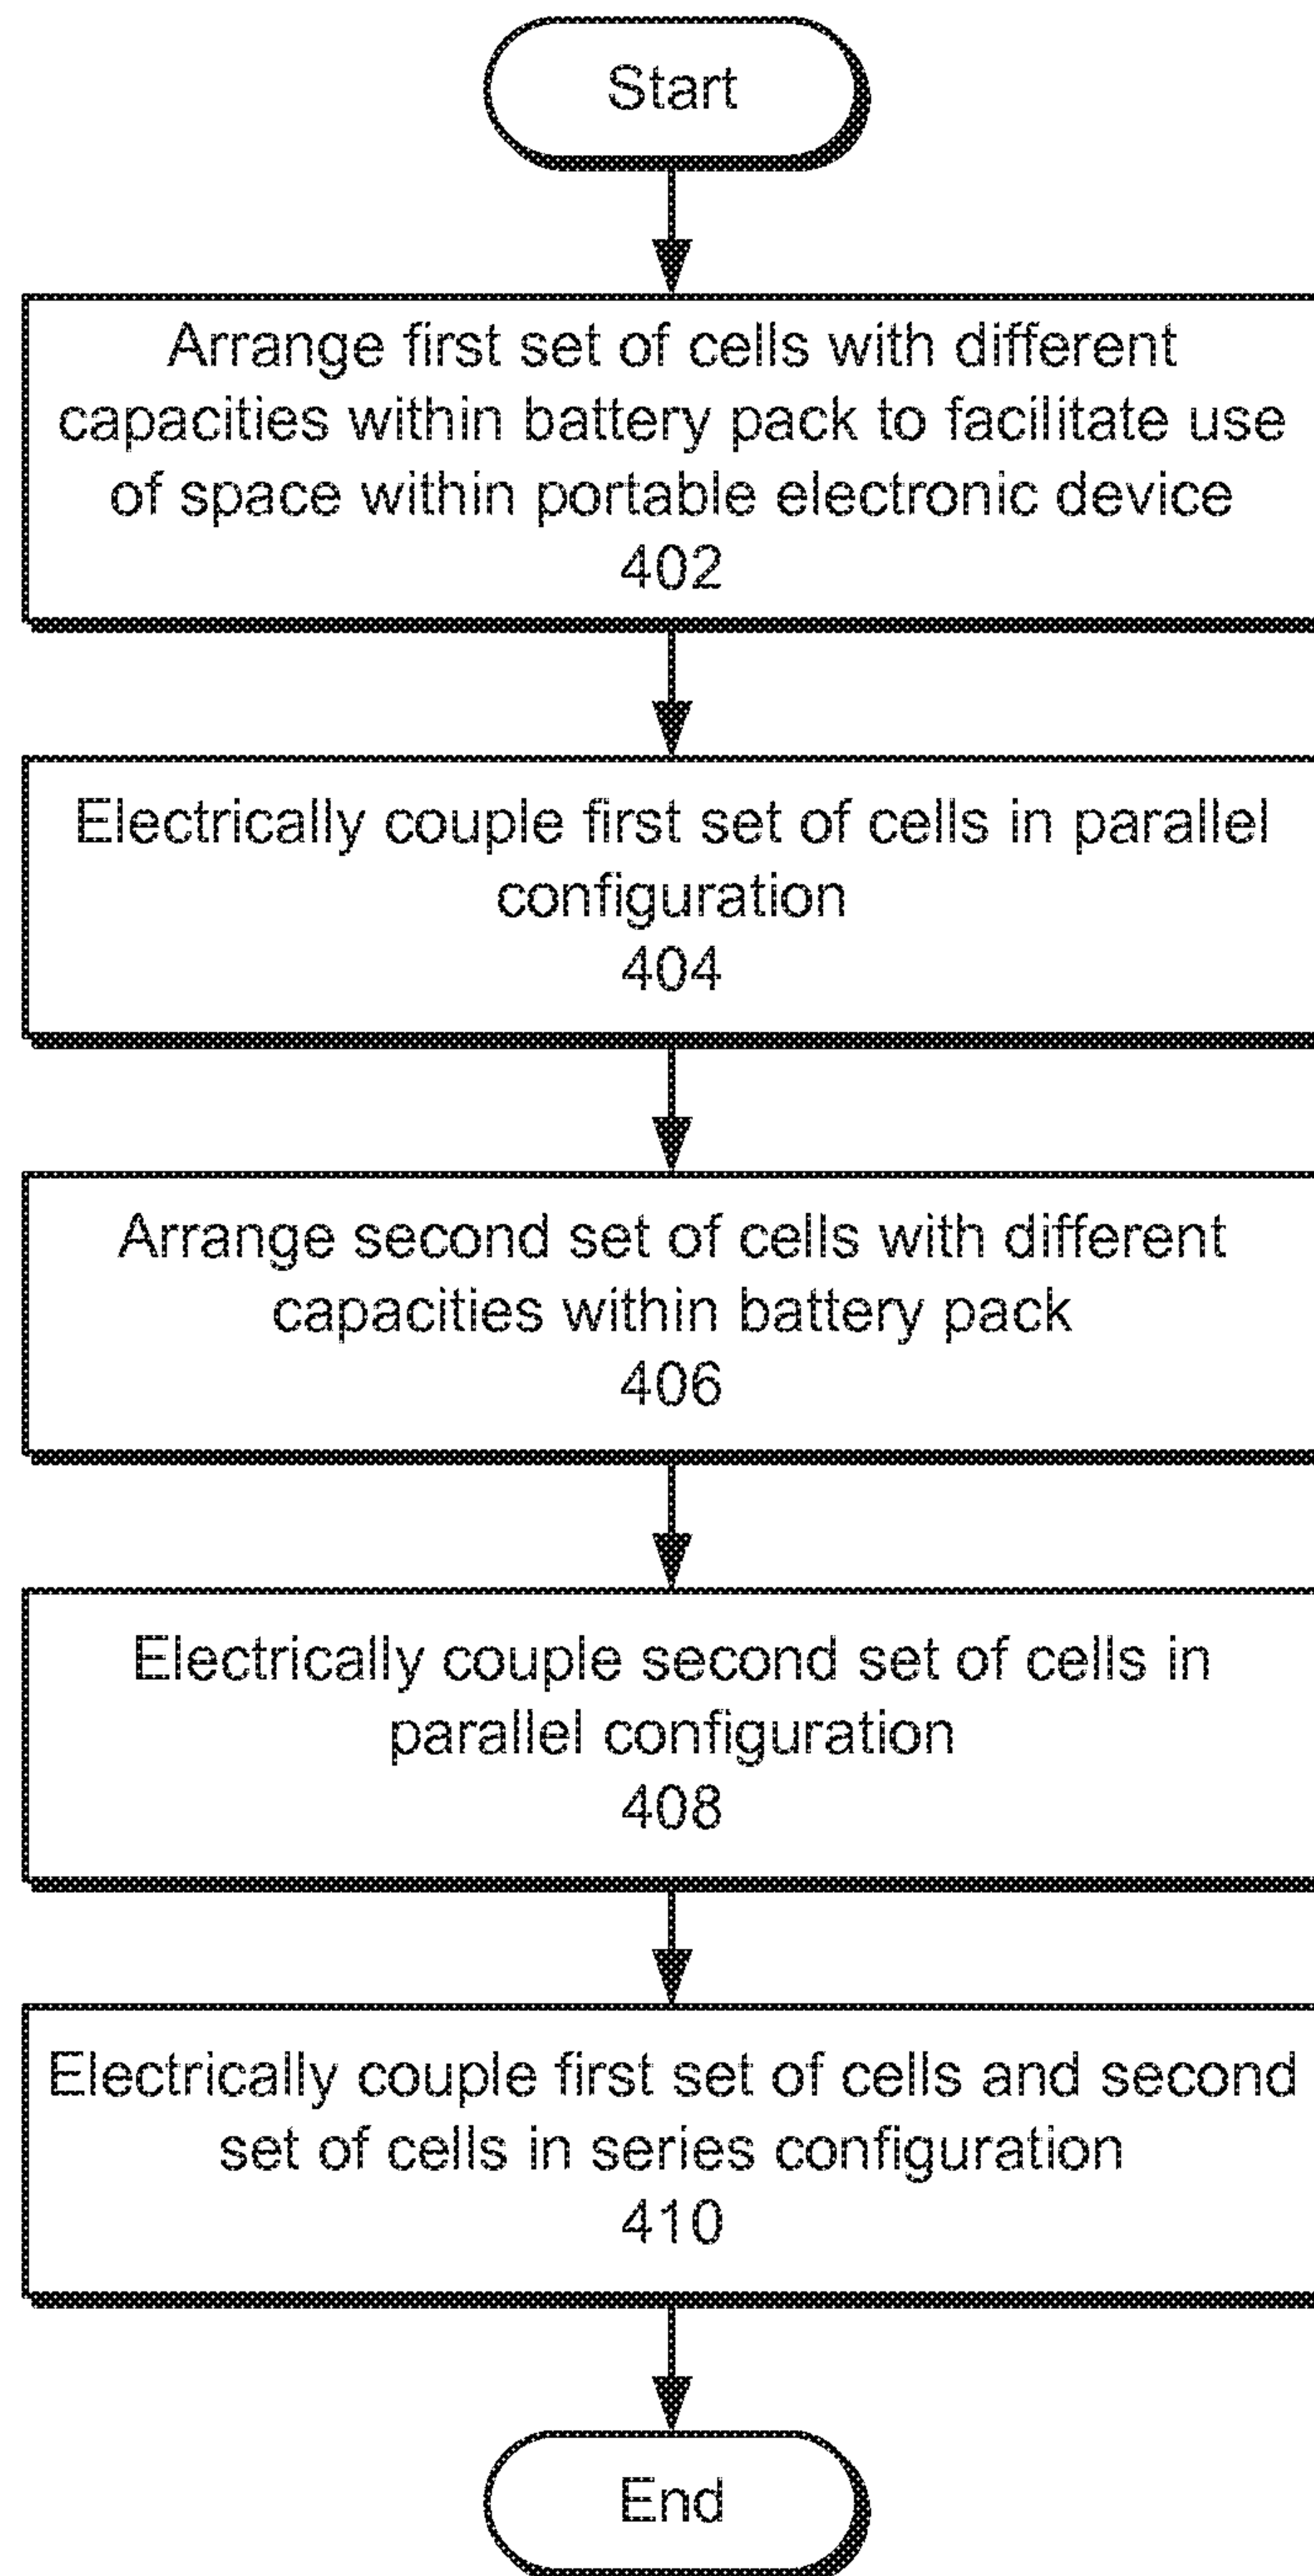 Start
Arrange first set of cells with different
capacities within battery pack to facilitate use
of space within portable electronic device
402
Electrically couple first set of cells in parallel
configuration
404
Arrange second set of cells with different
capacities within battery pack
406
Electrically couple second set of cells in
parallel configuration
408
Electrically couple first set of cells and second
set of cells in series configuration
410
End